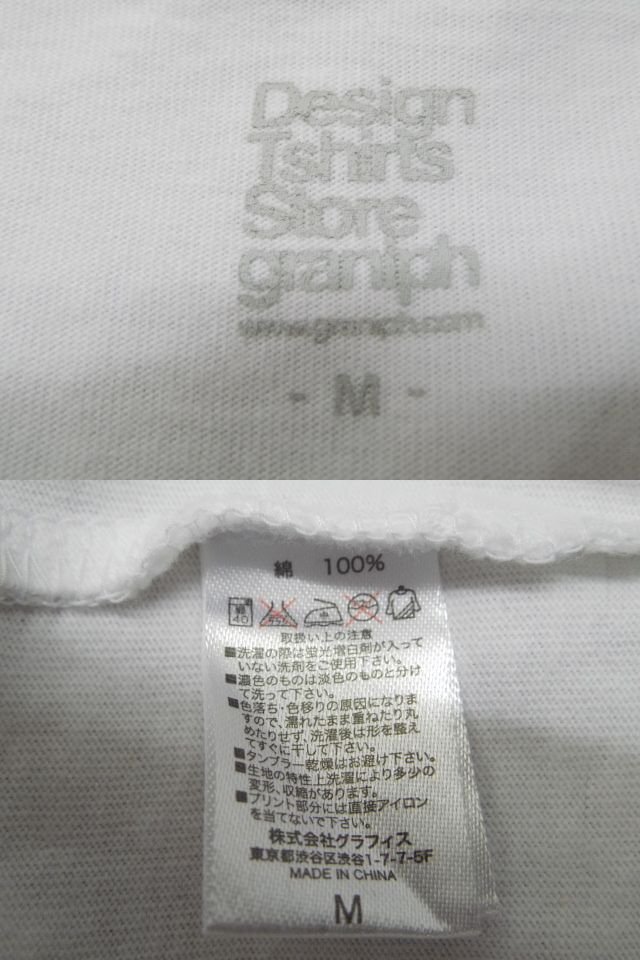 Design
Tshirts
Store
graniph
www.graniph.com
- M -
綿 100%
40
取扱い上の注意
■洗濯の際は蛍光増白剤が入って
いない洗剤をご使用下さい。
■濃色のものは淡色のものと分け
て洗って下さい。
■色落ち・色移りの原因になりま
すので、濡れたまま重ねたり丸
めたりせず、洗濯後は形を整え
てすぐに干して下さい。
■タンブラー乾燥はお避け下さい。
■生地の特性上洗濯により多少の
変形、収縮があります。
■プリント部分には直接アイロン
を当てないで下さい。
株式会社グラフィス
東京都渋谷区渋谷1-7-7-5F
MADE IN CHINA
M